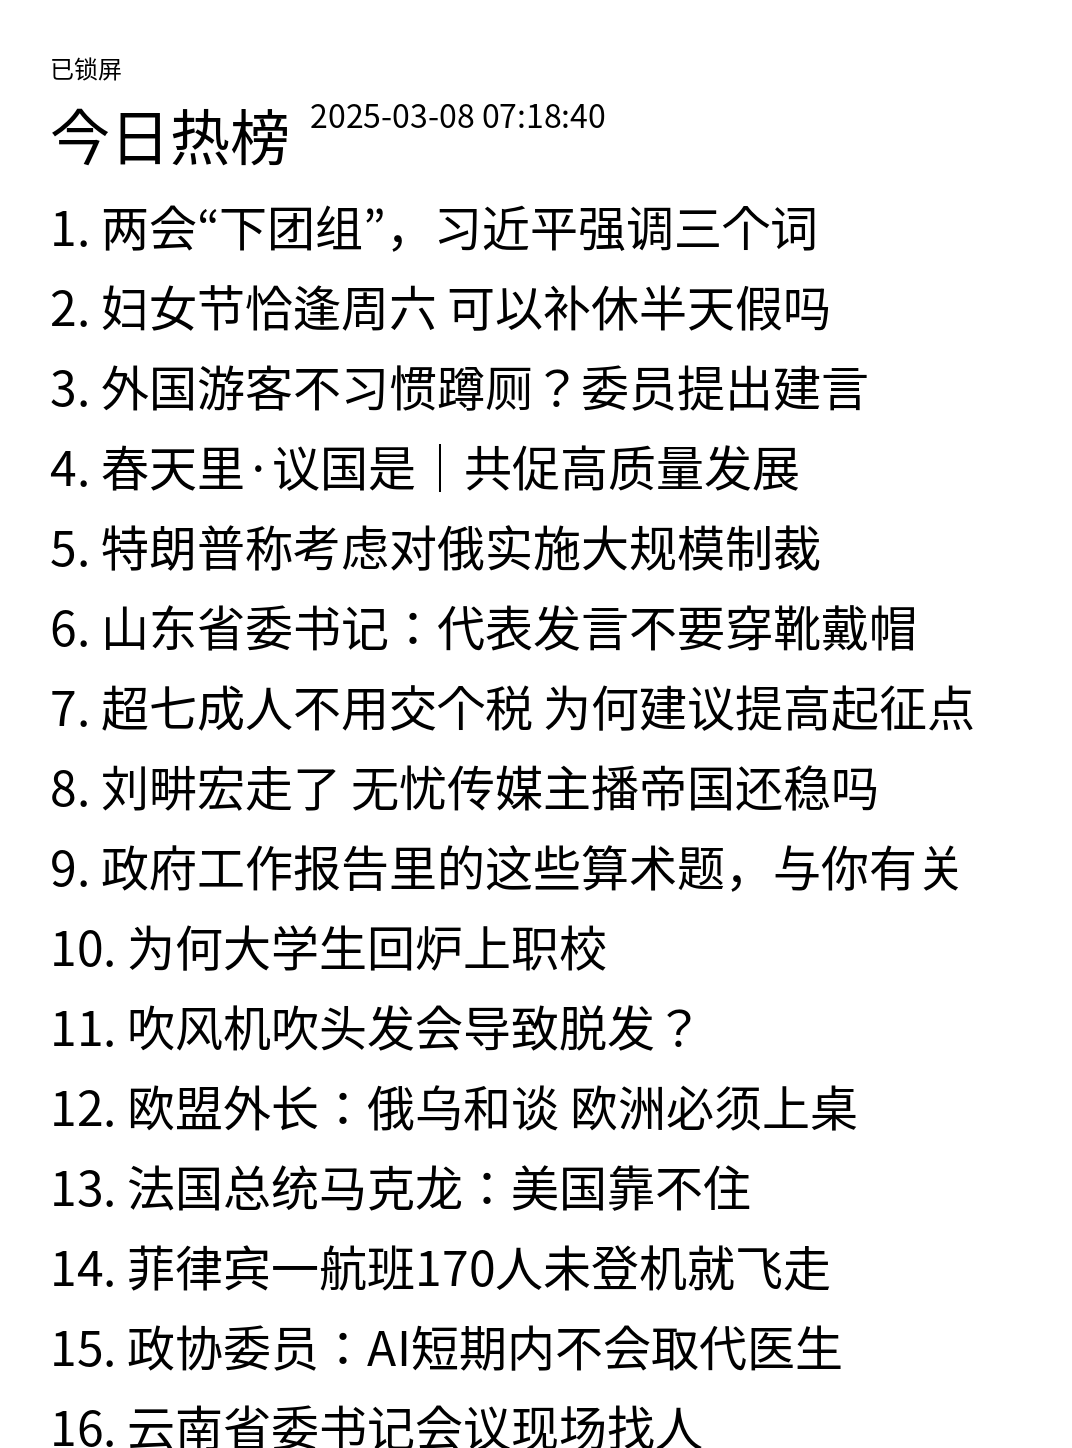 已锁屏
今日热榜 2025-03-08 07:18:40
1. 两会“下团组”，习近平强调三个词
2. 妇女节恰逢周六 可以补休半天假吗
3. 外国游客不习惯蹲厕？委员提出建言
4. 春天里·议国是｜共促高质量发展
5. 特朗普称考虑对俄实施大规模制裁
6. 山东省委书记：代表发言不要穿靴戴帽
7. 超七成人不用交个税 为何建议提高起征点
8. 刘畊宏走了 无忧传媒主播帝国还稳吗
9. 政府工作报告里的这些算术题，与你有关
10. 为何大学生回炉上职校
11. 吹风机吹头发会导致脱发？
12. 欧盟外长：俄乌和谈 欧洲必须上桌
13. 法国总统马克龙：美国靠不住
14. 菲律宾一航班170人未登机就飞走
15. 政协委员：AI短期内不会取代医生
16. 云南省委书记会议现场找人